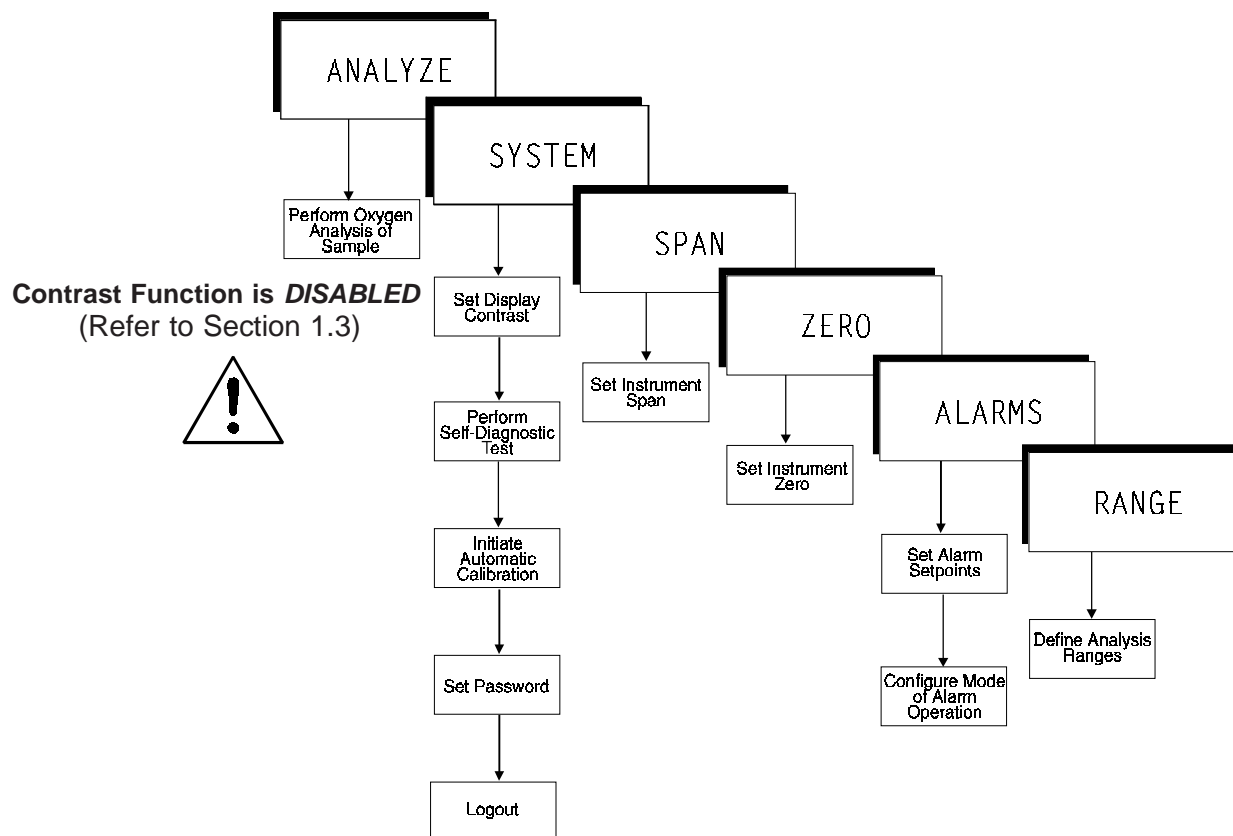 ANALYZE
SYSTEM
SPAN
ZERO
ALARMS
RANGE
Perform Oxygen
Analysis of
Sample
Contrast Function is DISABLED
(Refer to Section 1.3)
!
Set Display
Contrast
Perform
Self-Diagnostic
Test
Initiate
Automatic
Calibration
Set Password
Logout
Set Instrument
Span
Set Instrument
Zero
Set Alarm
Setpoints
Configure Mode
of Alarm
Operation
Define Analysis
Ranges